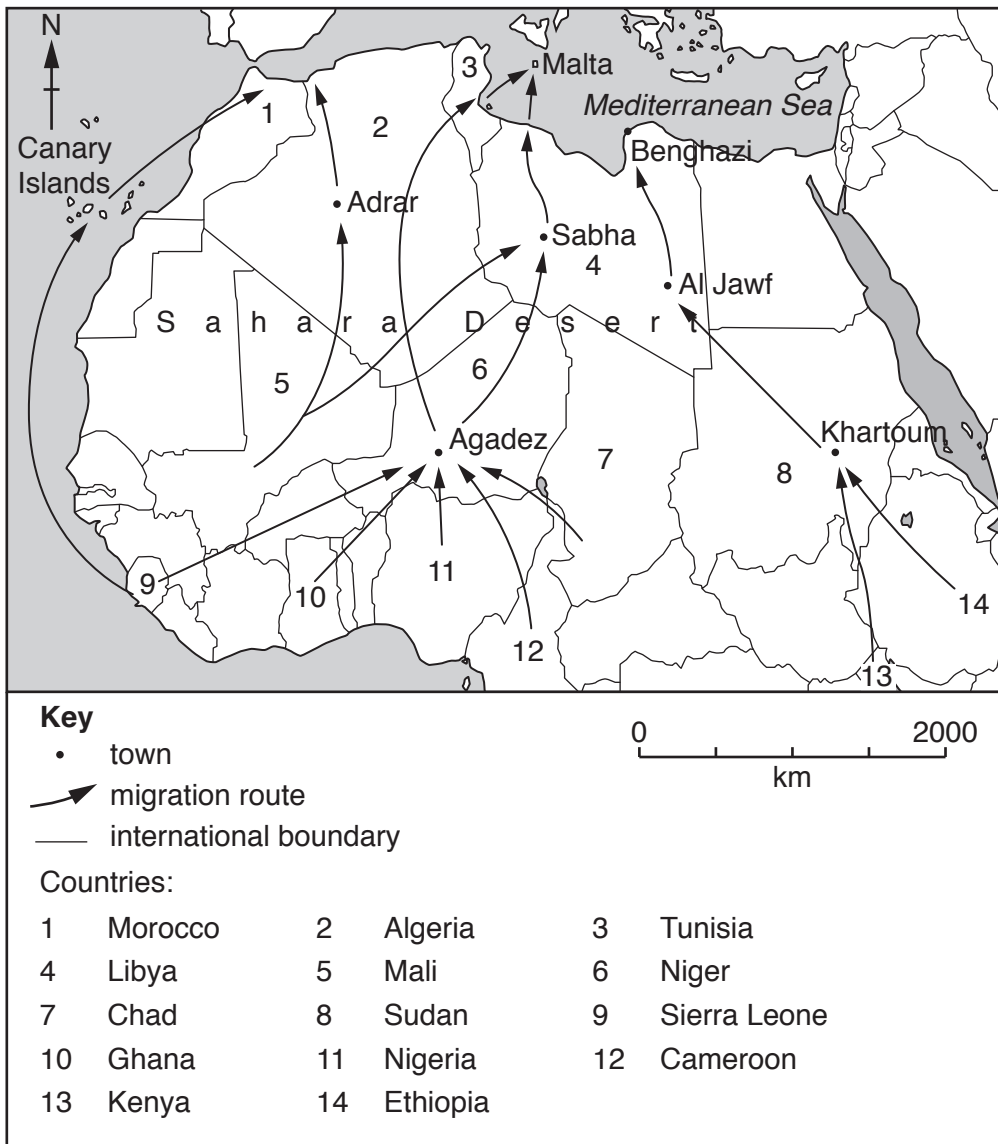 N
3
Malta
1
2
Mediterranean Sea
Canary
Islands
Benghazi
Adrar
Sabha
4
Al Jawf
Sahara Desert
5
6
Agadez
Khartoum
7
8
9
10
11
12
13
14
Key
town
migration route
international boundary
0 2000
km
Countries:
1 Morocco 2 Algeria 3 Tunisia
4 Libya 5 Mali 6 Niger
7 Chad 8 Sudan 9 Sierra Leone
10 Ghana 11 Nigeria 12 Cameroon
13 Kenya 14 Ethiopia